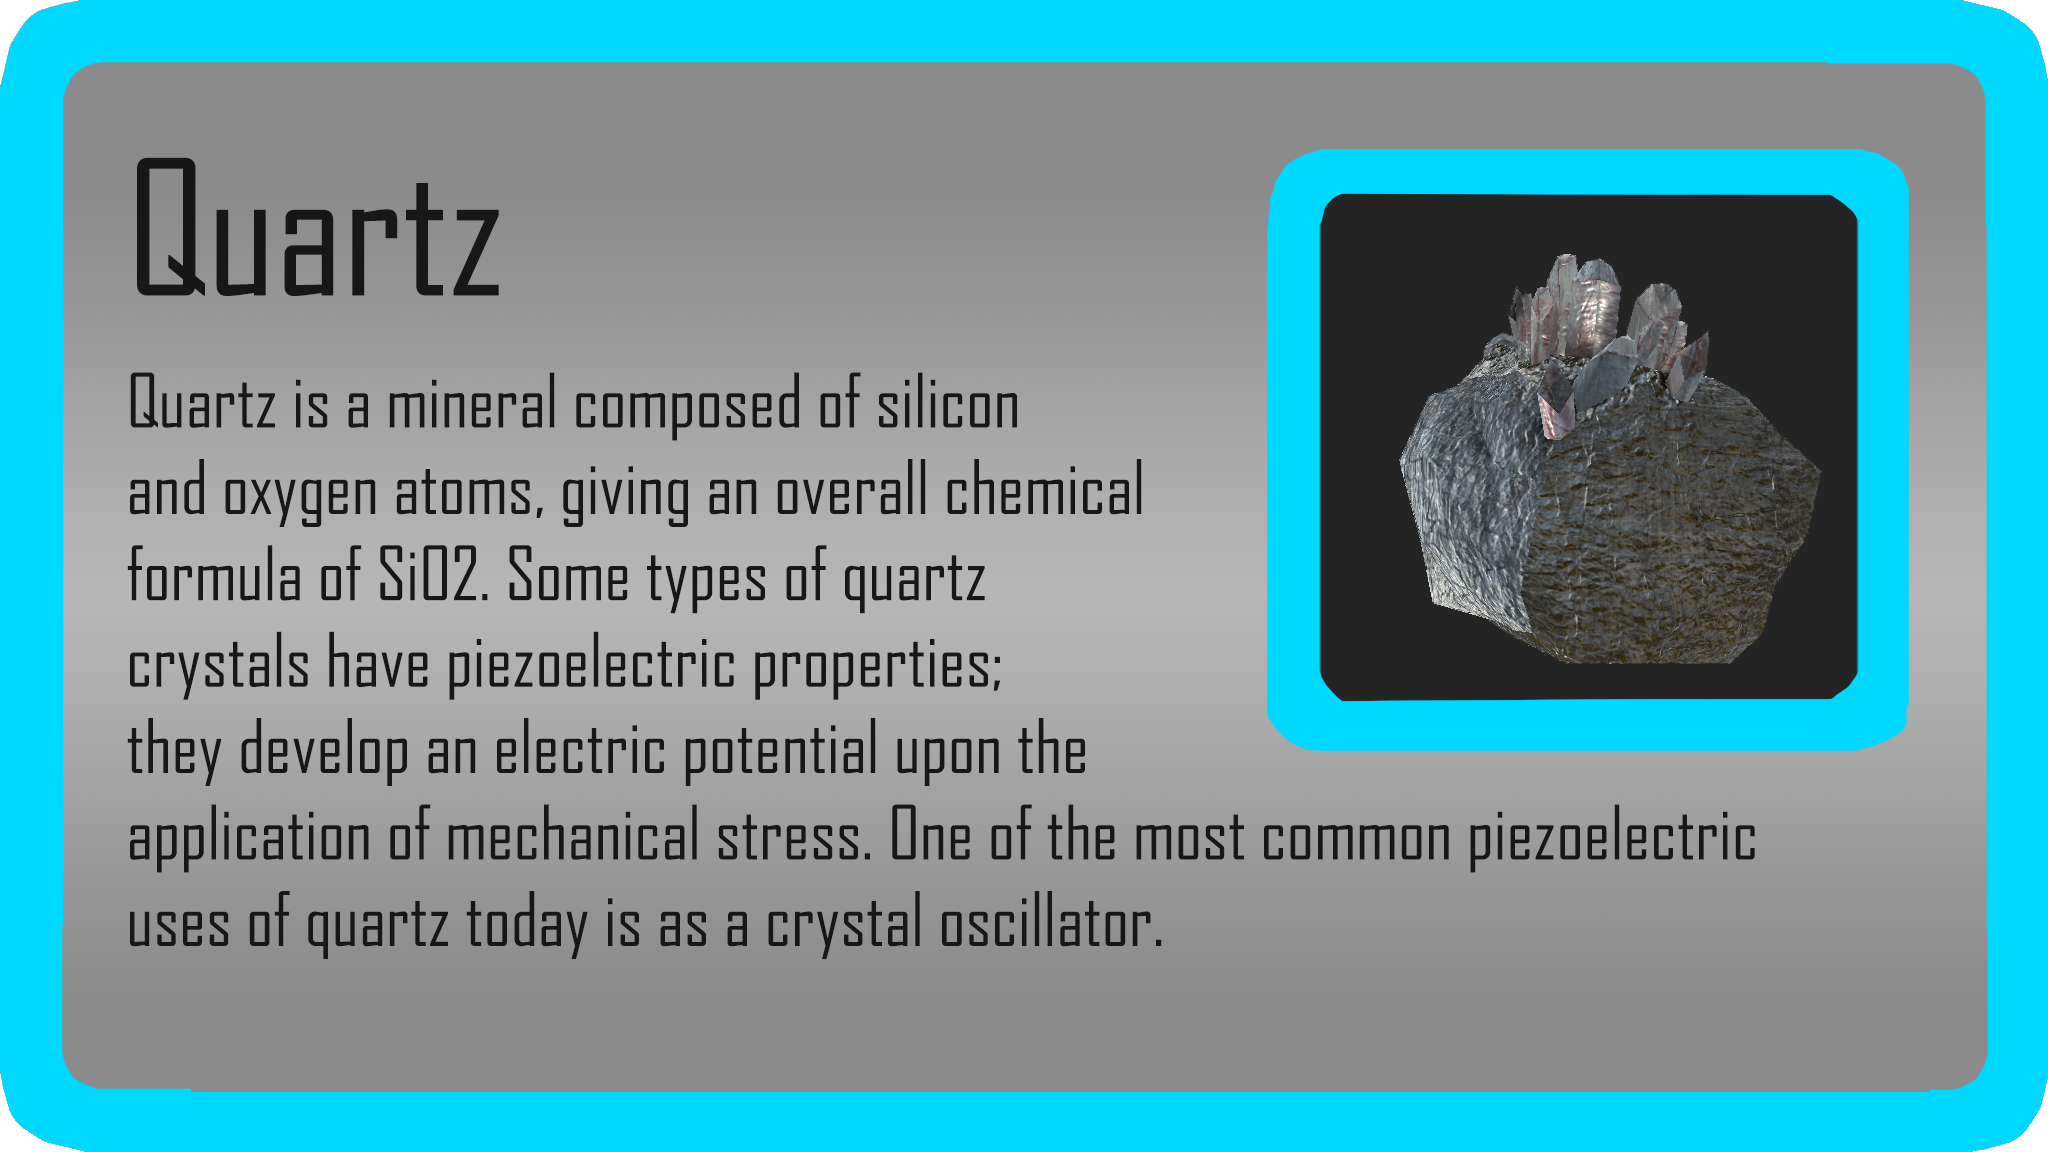 Quartz
Quartz is a mineral composed of silicon
and oxygen atoms, giving an overall chemical
formula of SiO2. Some types of quartz
crystals have piezoelectric properties;
they develop an electric potential upon the
application of mechanical stress. One of the most common piezoelectric
uses of quartz today is as a crystal oscillator.